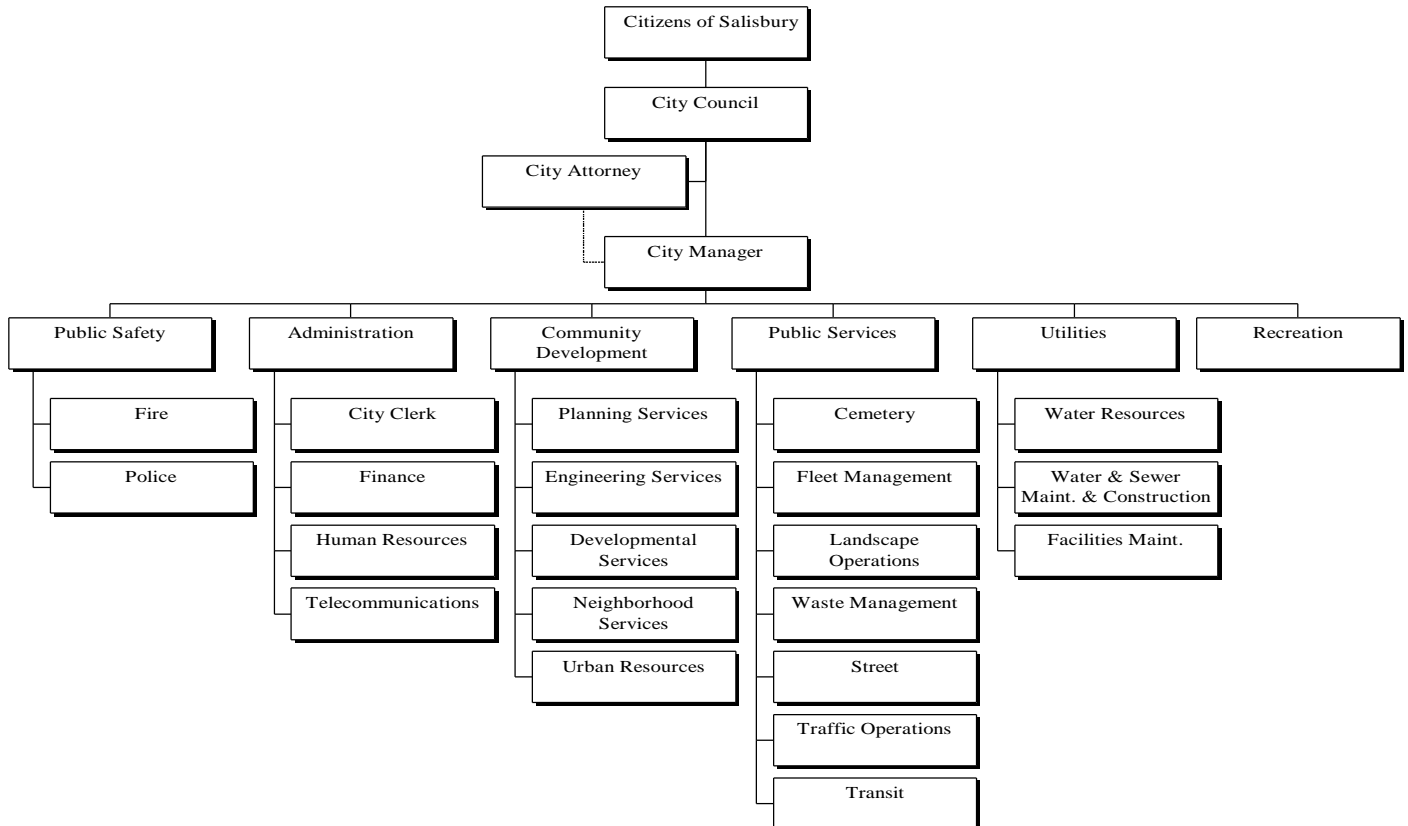 Citizens of Salisbury
City Council
City Attorney
City Manager
Public Safety
Administration
Community
Development
Public Services
Utilities
Recreation
Fire
Police
City Clerk
Finance
Human Resources
Telecommunications
Planning Services
Engineering Services
Developmental
Services
Neighborhood
Services
Urban Resources
Cemetery
Fleet Management
Landscape
Operations
Waste Management
Street
Traffic Operations
Transit
Water Resources
Water & Sewer
Maint. & Construction
Facilities Maint.